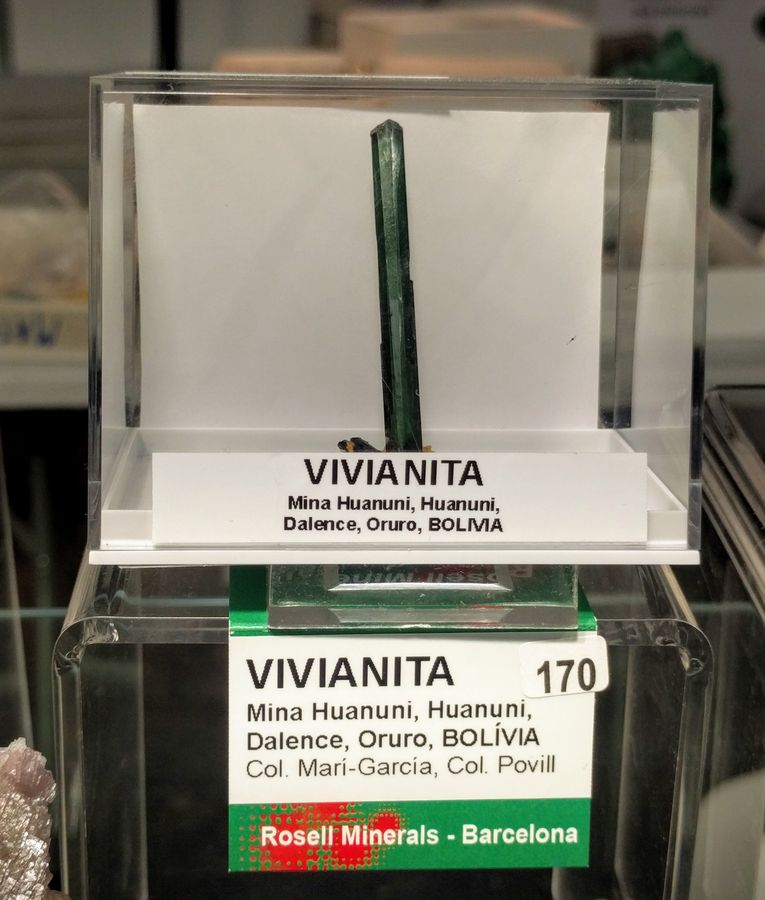 VIVIANITA
Mina Huanuni, Huanuni,
Dalence, Oruro, BOLIVIA
VIVIANITA
170
Mina Huanuni, Huanuni,
Dalence, Oruro, BOLÍVIA
Col. Marí-García, Col. Povill
Rosell Minerals - Barcelona